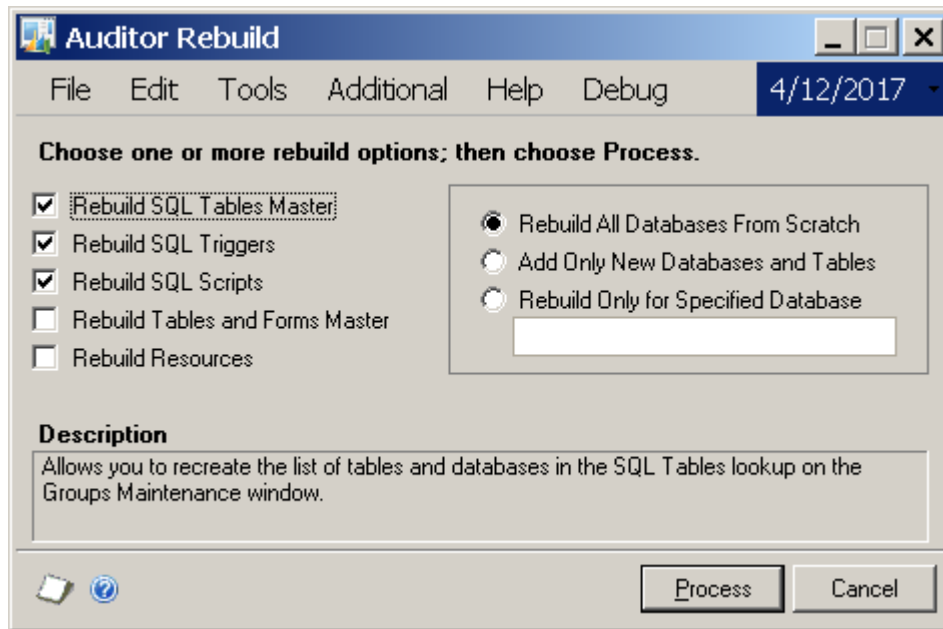 Auditor Rebuild
File Edit Tools Additional Help Debug 4/12/2017
Choose one or more rebuild options; then choose Process.
Rebuild SQL Tables Master
Rebuild SQL Triggers
Rebuild SQL Scripts
Rebuild Tables and Forms Master
Rebuild Resources
Rebuild All Databases From Scratch
Add Only New Databases and Tables
Rebuild Only for Specified Database
Description
Allows you to recreate the list of tables and databases in the SQL Tables lookup on the
Groups Maintenance window.
Process Cancel